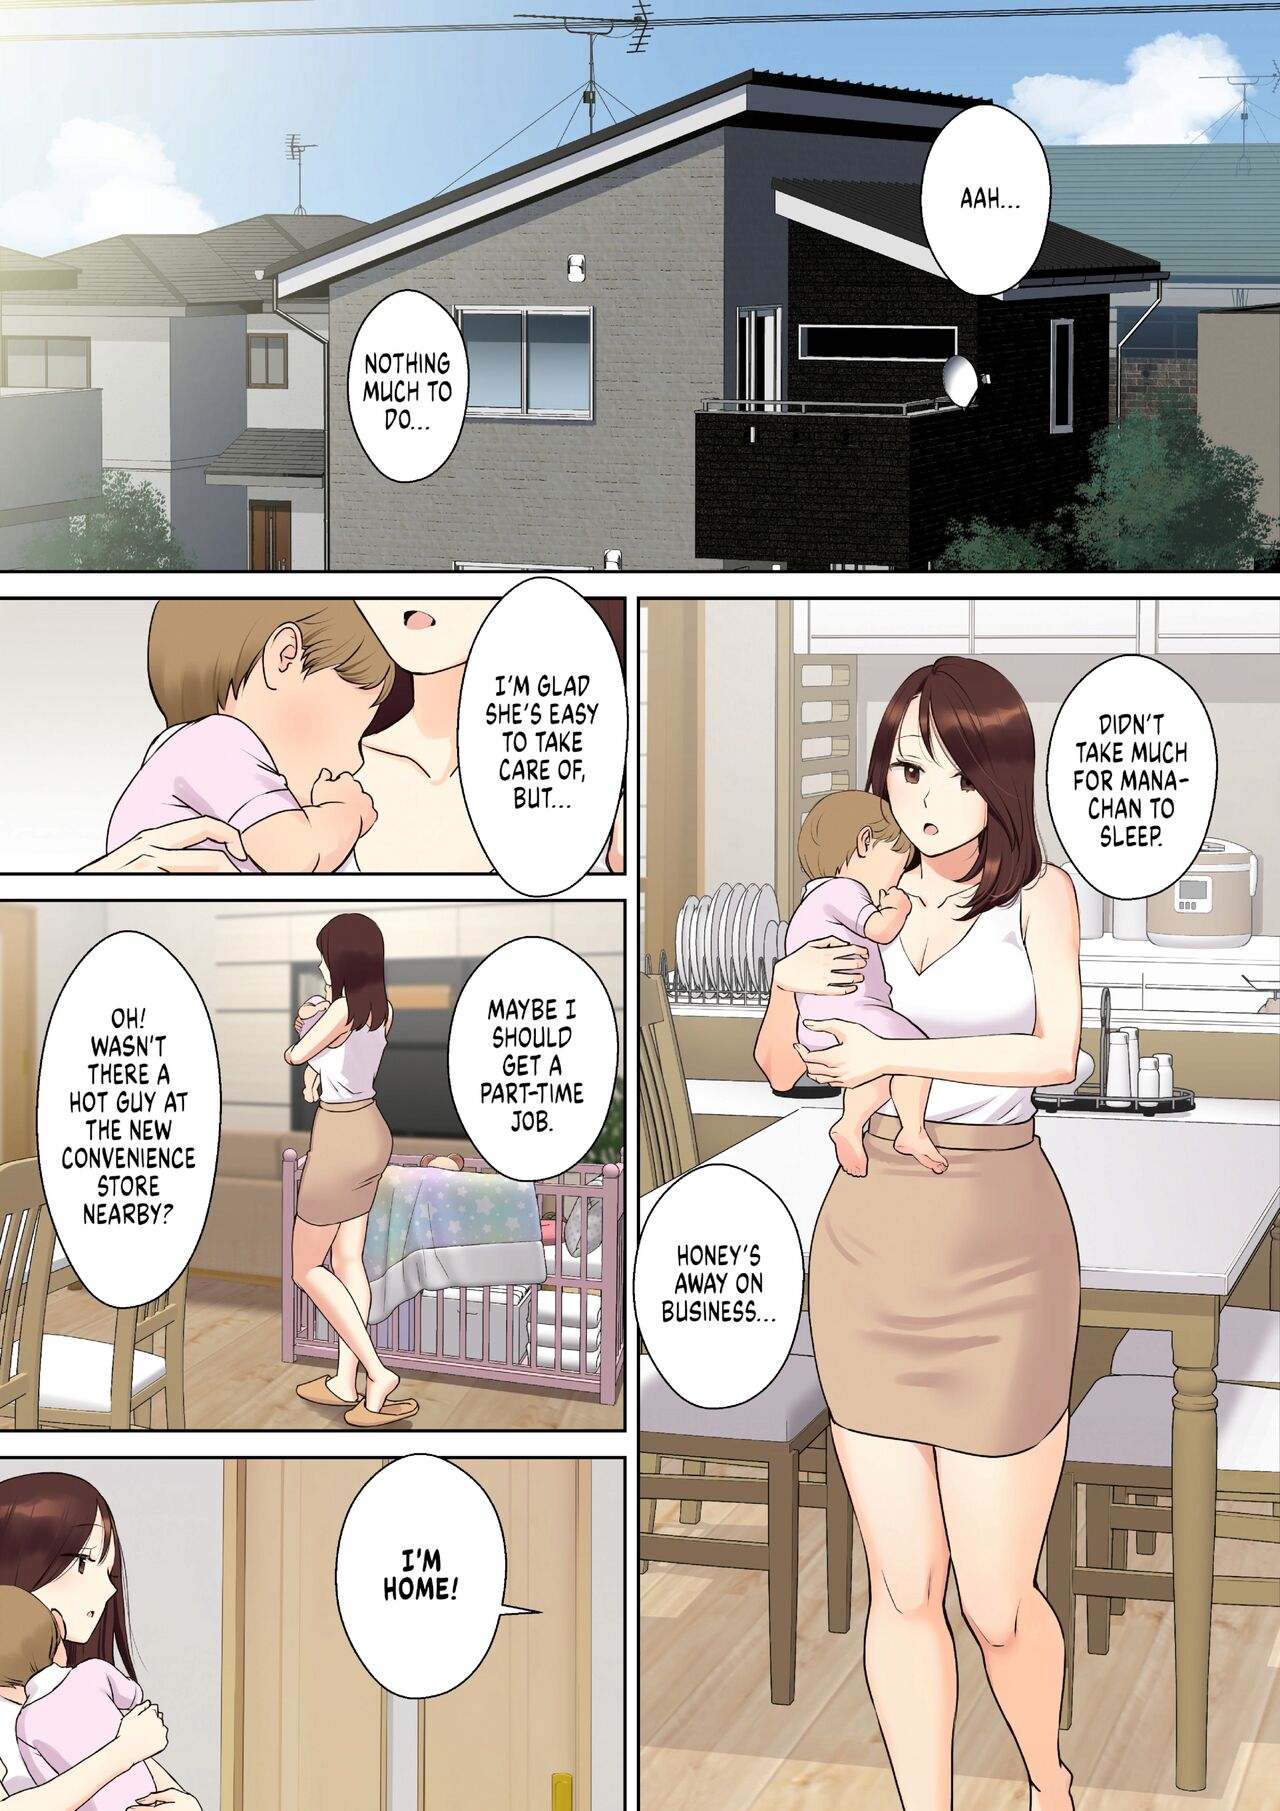 AAH...
NOTHING
MUCH TO
DO...
DIDN'T
TAKE MUCH
FOR MANA-
CHAN TO
SLEEP.
HONEY'S
AWAY ON
BUSINESS...
I'M GLAD
SHE'S EASY
TO TAKE
CARE OF,
BUT...
MAYBE I
SHOULD
GET A
PART-TIME
JOB.
OH!
WASN'T
THERE A
HOT GUY AT
THE NEW
CONVENIENCE
STORE
NEARBY?
I'M
HOME!